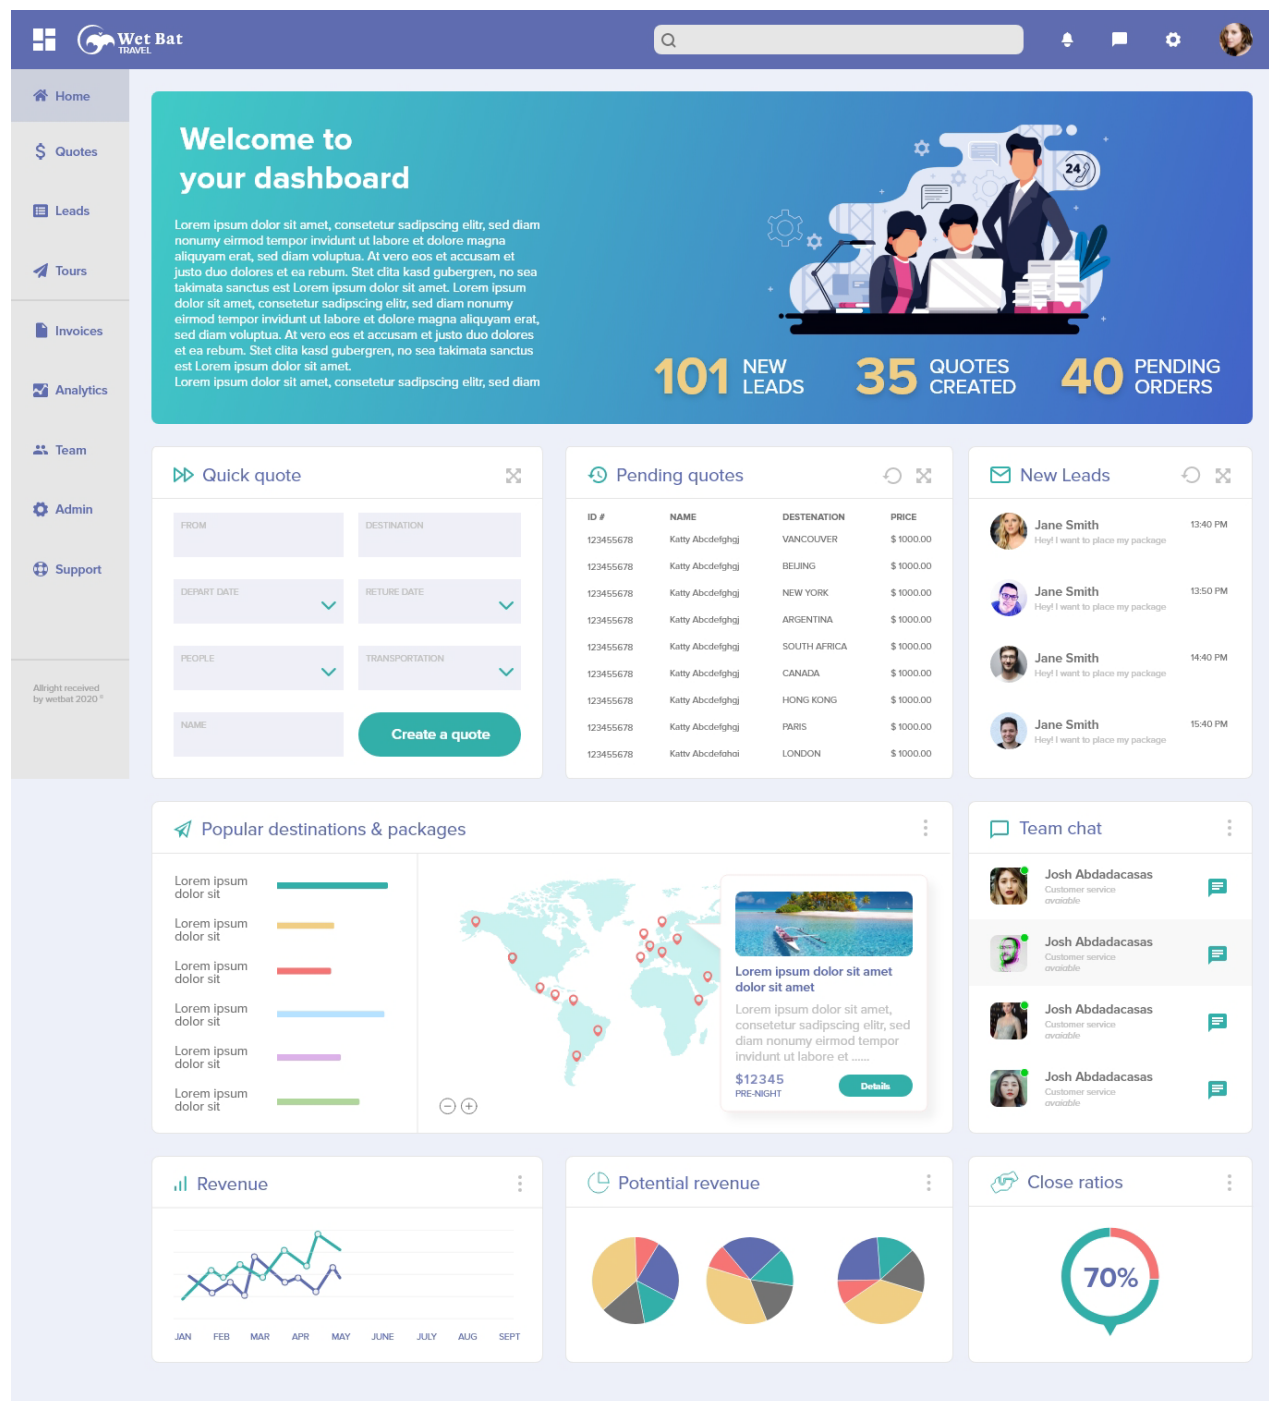 Wet Bat
TRAVEL
Home
Quotes
Leads
Tours
Invoices
Analytics
Team
Admin
Support
Allright received
by wetbat 2020 ®
Welcome to
your dashboard
Lorem ipsum dolor sit amet, consetetur sadipscing elitr, sed diam
nonumy eirmod tempor invidunt ut labore et dolore magna
aliquyam erat, sed diam voluptua. At vero eos et accusam et
justo duo dolores et ea rebum. Stet clita kasd gubergren, no sea
takimata sanctus est Lorem ipsum dolor sit amet. Lorem ipsum
dolor sit amet, consetetur sadipscing elitr, sed diam nonumy
eirmod tempor invidunt ut labore et dolore magna aliquyam erat,
sed diam voluptua. At vero eos et accusam et justo duo dolores
et ea rebum. Stet clita kasd gubergren, no sea takimata sanctus
est Lorem ipsum dolor sit amet.
Lorem ipsum dolor sit amet, consetetur sadipscing elitr, sed diam
24
101 NEW LEADS
35 QUOTES CREATED
40 PENDING ORDERS
Quick quote
FROM
DESTINATION
DEPART DATE
RETURE DATE
PEOPLE
TRANSPORTATION
NAME
Create a quote
Pending quotes
ID # NAME DESTENATION PRICE
123455678 Katty Abcdefghgj VANCOUVER $ 1000.00
123455678 Katty Abcdefghgj BEIJING $ 1000.00
123455678 Katty Abcdefghgj NEW YORK $ 1000.00
123455678 Katty Abcdefghgj ARGENTINA $ 1000.00
123455678 Katty Abcdefghgj SOUTH AFRICA $ 1000.00
123455678 Katty Abcdefghgj CANADA $ 1000.00
123455678 Katty Abcdefghgj HONG KONG $ 1000.00
123455678 Katty Abcdefghgj PARIS $ 1000.00
123455678 Katty Abcdefghgj LONDON $ 1000.00
New Leads
Jane Smith 13:40 PM
Hey! I want to place my package
Jane Smith 13:50 PM
Hey! I want to place my package
Jane Smith 14:40 PM
Hey! I want to place my package
Jane Smith 15:40 PM
Hey! I want to place my package
Popular destinations & packages
Lorem ipsum
dolor sit
Lorem ipsum
dolor sit
Lorem ipsum
dolor sit
Lorem ipsum
dolor sit
Lorem ipsum
dolor sit
Lorem ipsum
dolor sit
Lorem ipsum dolor sit amet
dolor sit amet
Lorem ipsum dolor sit amet,
consetetur sadipscing elitr, sed
diam nonumy eirmod tempor
invidunt ut labore et ......
$12345
PRE-NIGHT
Details
Team chat
Josh Abdadacasas
Customer service
avaiable
Josh Abdadacasas
Customer service
avaiable
Josh Abdadacasas
Customer service
avaiable
Josh Abdadacasas
Customer service
avaiable
Revenue
JAN FEB MAR APR MAY JUNE JULY AUG SEPT
Potential revenue
Close ratios
70%